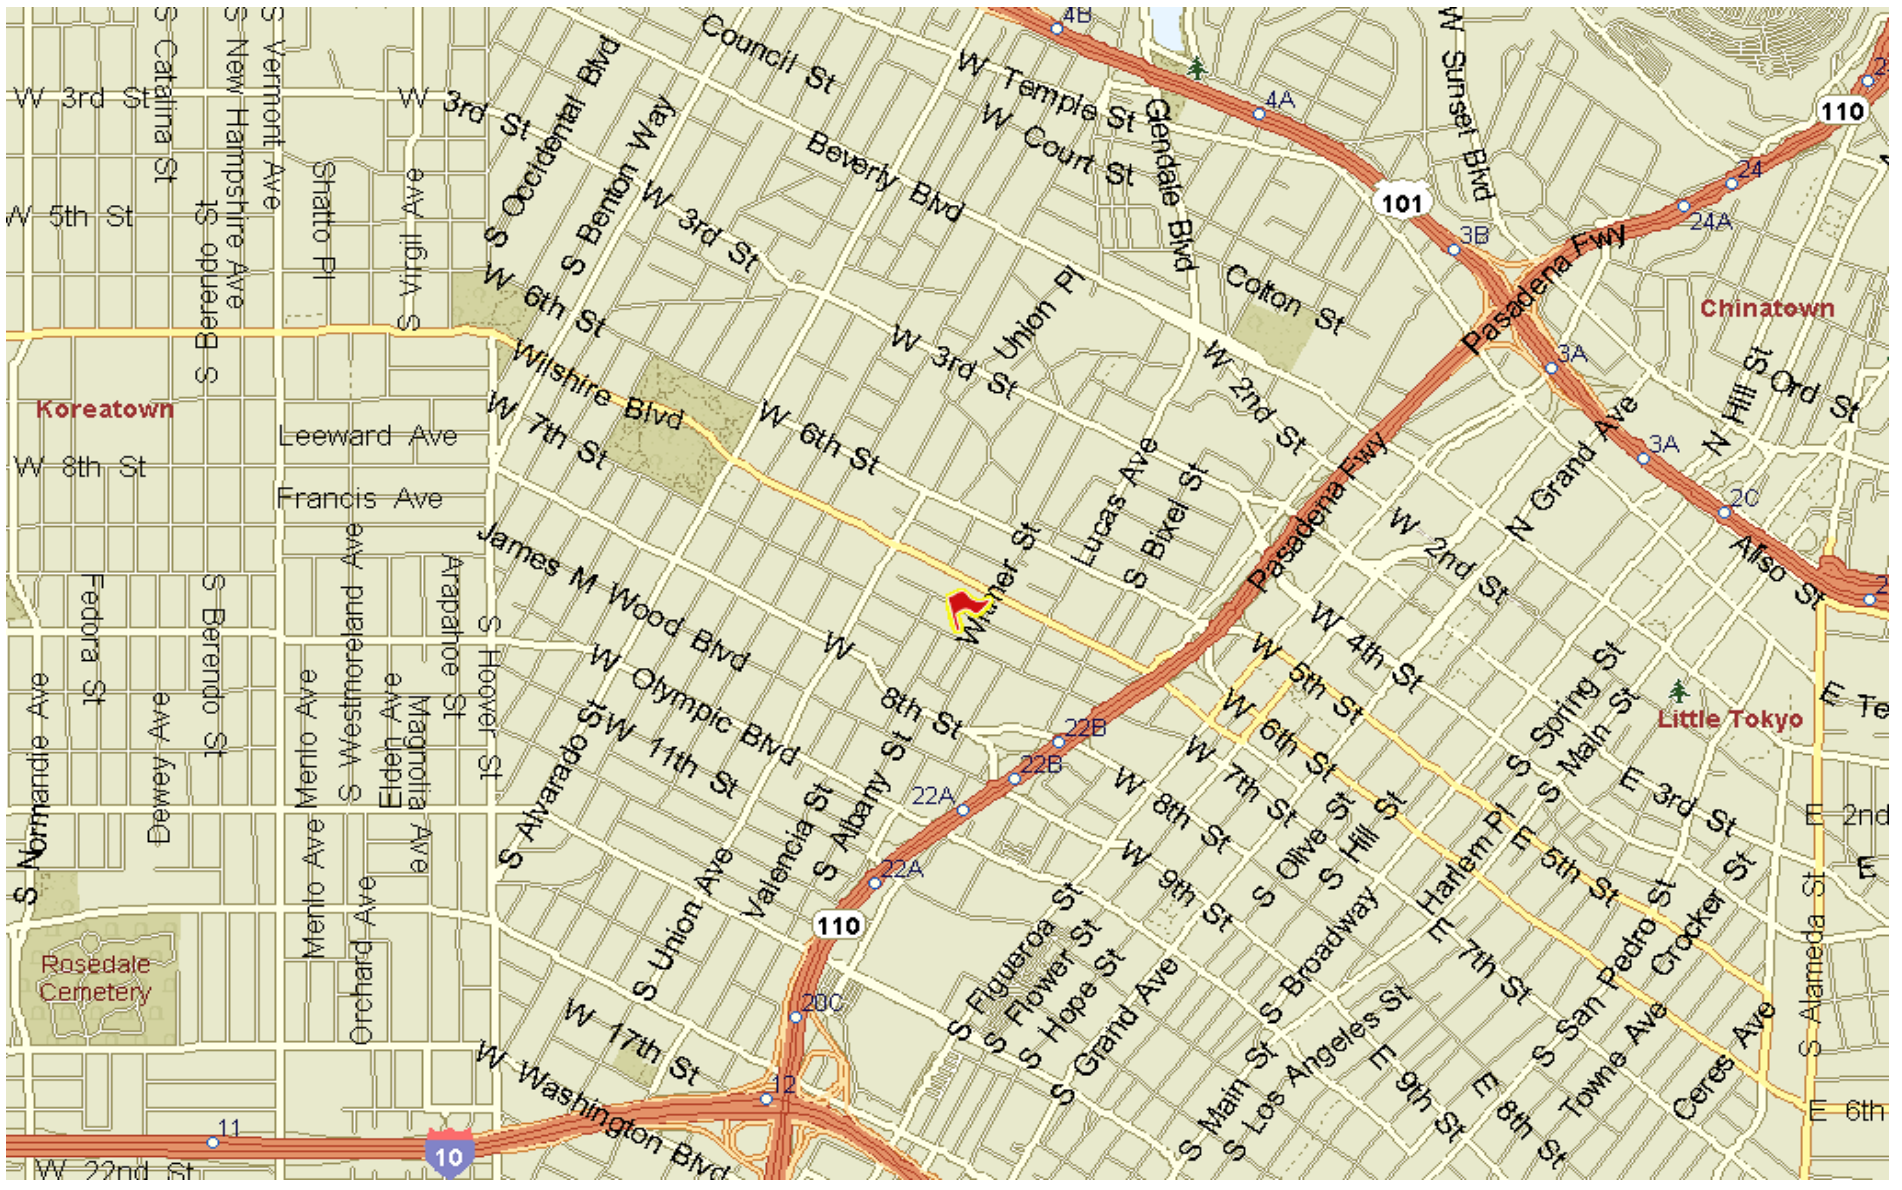 4B
Council St
S Occidental Blvd
S Catalina St
S New Hampshire Ave
S Vermont Ave
W Temple St
W Sunset Blvd
W 3rd St
W 3rd St
4A
110
S Benton Way
W Court St
Glendale Blvd
Beverly Blvd
24
Shatto Pl
S Virgil Ave
W 3rd St
101
24A
W 5th St
S Berendo St
3B
Pasadena Fwy
W 6th St
Colton St
Chinatown
Union Pl
W 3rd St
Wilshire Blvd
W 2nd St
3A
N Hill St
Ord St
Koreatown
W 7th St
W 6th St
N Grand Ave
Leeward Ave
Lucas Ave
3A
W 8th St
S Bixel St
Pasadena Fwy
Francis Ave
2C
W 2nd St
James M Wood Blvd
Witmer St
Aliso St
Fedora St
S Berendo St
S Westmoreland Ave
Arapahoe St
S Hoover St
W 4th St
W 8th St
W 5th St
W Olympic Blvd
S Spring St
S Main St
E Te
Little Tokyo
S Normandie Ave
Dewey Ave
Menlo Ave
Elden Ave
Magnolia Ave
S Alvarado St
W 11th St
S Albany St
22B
22B
W 6th St
W 7th St
E 3rd St
22A
W 8th St
Valencia St
S Olive St
S Hill St
Harlem Pl
E 2nd
Menlo Ave
22A
W 9th St
E 5th St
E
110
S Union Ave
S Figueroa St
S Flower St
S Hope St
S Grand Ave
S Broadway
E 7th St
S San Pedro St
Crocker St
S Alameda St
Orchard Ave
Rosedale
Cemetery
20C
W 17th St
S Main St
S Los Angeles St
E 9th St
E 8th St
Towne Ave
Ceres Ave
E 6th
W Washington Blvd
12
11
10
W 22nd St